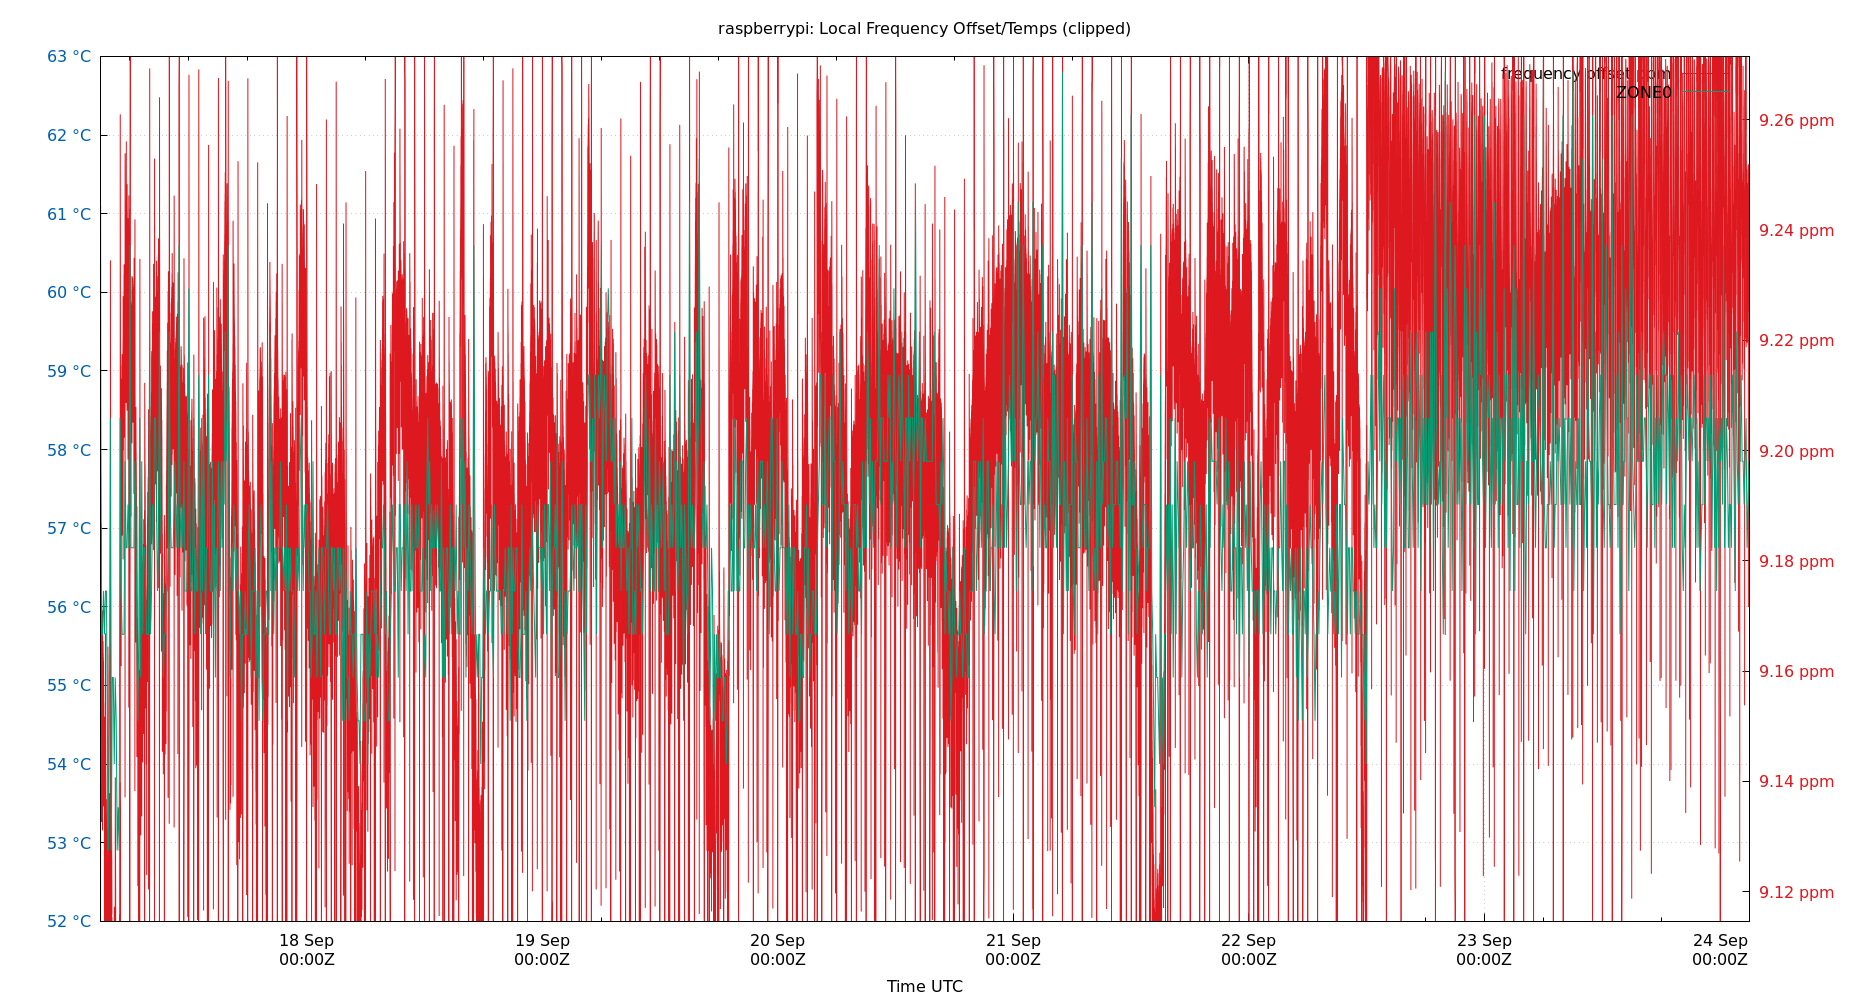 raspberrypi: Local Frequency Offset/Temps (clipped)
63 °C
62 °C
61 °C
60 °C
59 °C
58 °C
57 °C
56 °C
55 °C
54 °C
53 °C
52 °C
frequency offset ppm
ZONE0
9.26 ppm
9.24 ppm
9.22 ppm
9.20 ppm
9.18 ppm
9.16 ppm
9.14 ppm
9.12 ppm
18 Sep
00:00Z
19 Sep
00:00Z
20 Sep
00:00Z
21 Sep
00:00Z
22 Sep
00:00Z
23 Sep
00:00Z
24 Sep
00:00Z
Time UTC